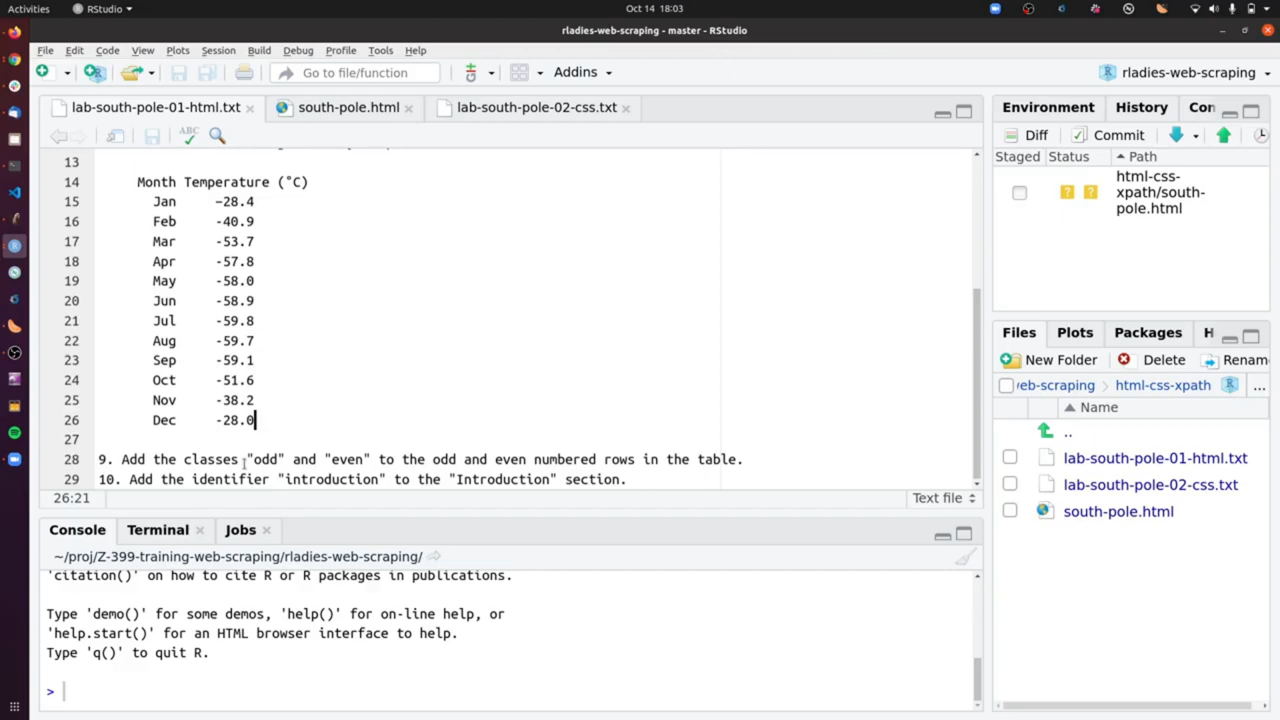 Activities RStudio Oct 14 18:03
rladies-web-scraping - master - RStudio
File Edit Code View Plots Session Build Debug Profile Tools Help
Go to file/function Addins rladies-web-scraping
lab-south-pole-01-html.txt south-pole.html lab-south-pole-02-css.txt
ABC
13
14 Month Temperature (˚C)
15 Jan −28.4
16 Feb -40.9
17 Mar -53.7
18 Apr -57.8
19 May -58.0
20 Jun -58.9
21 Jul -59.8
22 Aug -59.7
23 Sep -59.1
24 Oct -51.6
25 Nov -38.2
26 Dec -28.0
27
28 9. Add the classes "odd" and "even" to the odd and even numbered rows in the table.
29 10. Add the identifier "introduction" to the "Introduction" section.
26:21 Text file
Console Terminal Jobs
~/proj/Z-399-training-web-scraping/rladies-web-scraping/
'citation()' on how to cite R or R packages in publications.
Type 'demo()' for some demos, 'help()' for on-line help, or
'help.start()' for an HTML browser interface to help.
Type 'q()' to quit R.
>
Environment History Con
Diff Commit
Staged Status Path
? ? html-css-
xpath/south-
pole.html
Files Plots Packages H
New Folder Delete Renam
eb-scraping html-css-xpath R ...
Name
..
lab-south-pole-01-html.txt
lab-south-pole-02-css.txt
south-pole.html